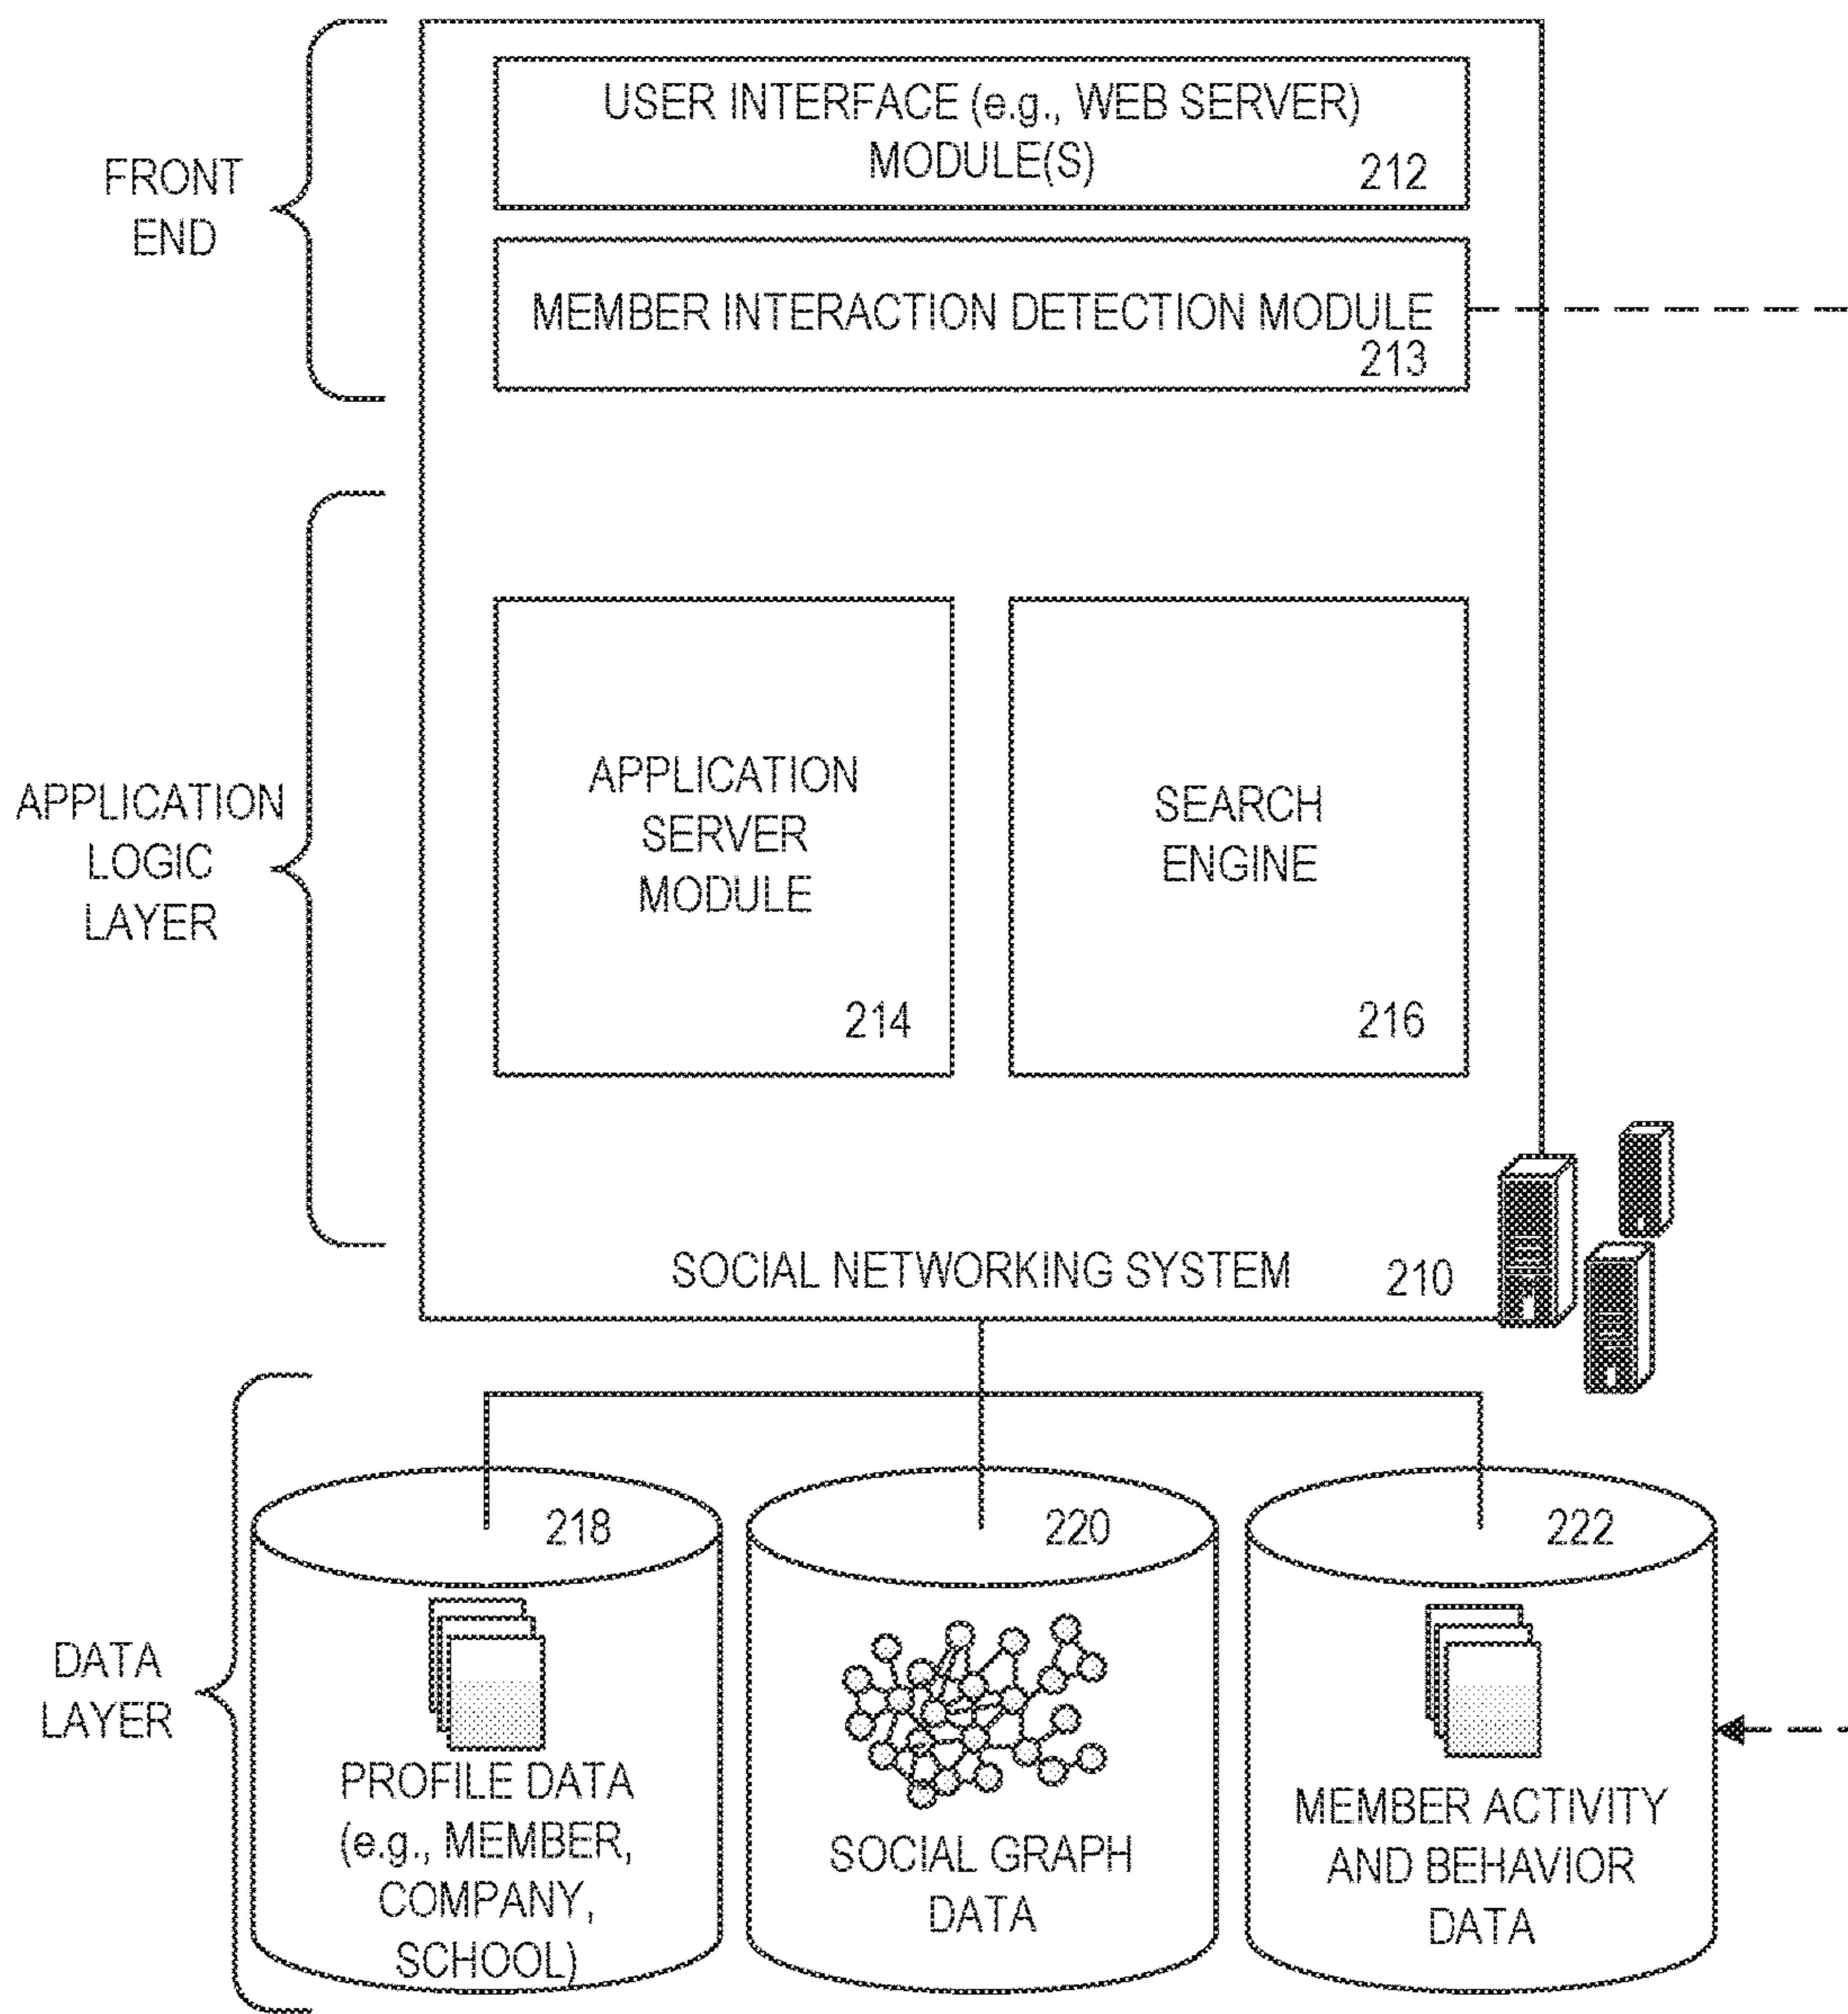 FRONT
END
USER INTERFACE (e.g., WEB SERVER)
MODULE(S)
212
MEMBER INTERACTION DETECTION MODULE
213
APPLICATION
LOGIC
LAYER
APPLICATION
SERVER
MODULE
214
SEARCH
ENGINE
216
SOCIAL NETWORKING SYSTEM
210
DATA
LAYER
218
PROFILE DATA
(e.g., MEMBER,
COMPANY,
SCHOOL)
220
SOCIAL GRAPH
DATA
222
MEMBER ACTIVITY
AND BEHAVIOR
DATA